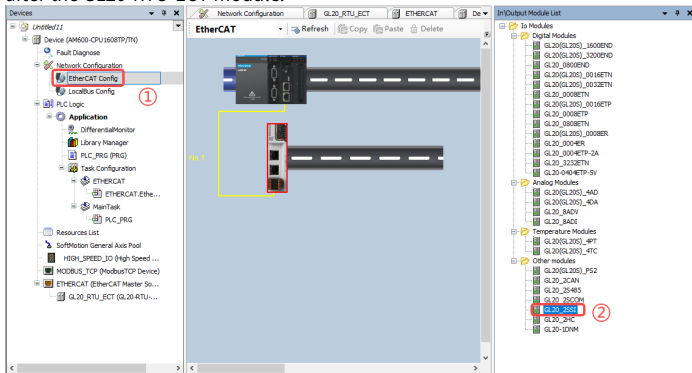 after the GL20-RTU-ECT module.
Devices
Untitled11
Device (AM600-CPU1608TP/TN)
Fault Diagnose
Network Configuration
EtherCAT Config
LocalBus Config
①
PLC Logic
Application
DifferentialMonitor
Library Manager
PLC_PRG (PRG)
Task Configuration
ETHERCAT
ETHERCAT.Ethe...
MainTask
PLC_PRG
Resources List
SoftMotion General Axis Pool
HIGH_SPEED_IO (High Speed ...
MODBUS_TCP (ModbusTCP Device)
ETHERCAT (EtherCAT Master So...
GL20_RTU_ECT (GL20-RTU-...
Network Configuration
GL20_RTU_ECT
ETHERCAT
De
EtherCAT
Refresh
Copy
Paste
Delete
No.1
In\Output Module List
Io Modules
Digital Modules
GL20(GL20S)_1600END
GL20(GL20S)_3200END
GL20_0800END
GL20(GL20S)_0016ETN
GL20(GL20S)_0032ETN
GL20_0008ETN
GL20(GL20S)_0016ETP
GL20_0008ETP
GL20_0808ETN
GL20(GL20S)_0008ER
GL20_0004ER
GL20_0004ETP-2A
GL20_3232ETN
GL20-0404ETP-5V
Analog Modules
GL20(GL20S)_4AD
GL20(GL20S)_4DA
GL20_8ADV
GL20_8ADI
Temperature Modules
GL20(GL20S)_4PT
GL20(GL20S)_4TC
Other modules
GL20(GL20S)_PS2
GL20_2CAN
GL20_2S485
GL20_2SCOM
GL20_2SSI
②
GL20_2HC
GL20-1DNM